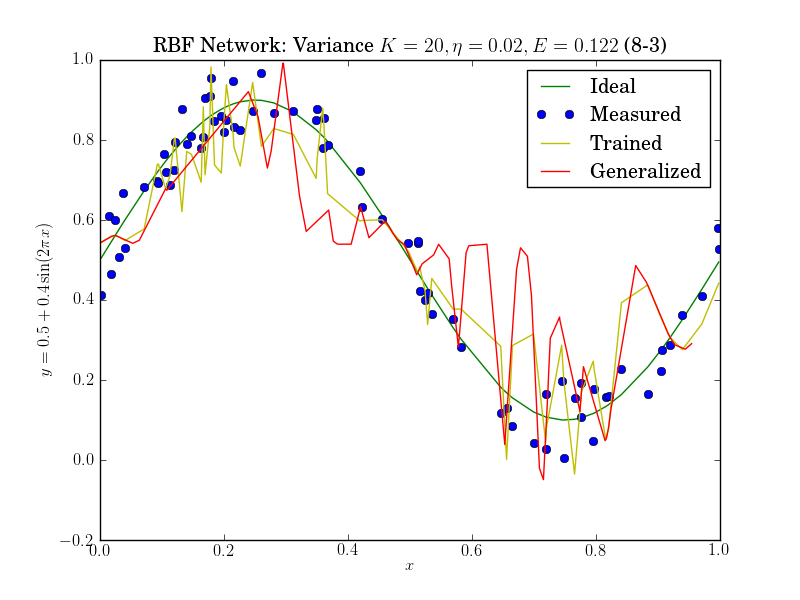 RBF Network: Variance K = 20, η = 0.02, E = 0.122 (8-3)
1.0
0.8
0.6
0.4
0.2
0.0
−0.2
y = 0.5 + 0.4 sin(2πx)
Ideal
Measured
Trained
Generalized
0.0 0.2 0.4 0.6 0.8 1.0
x